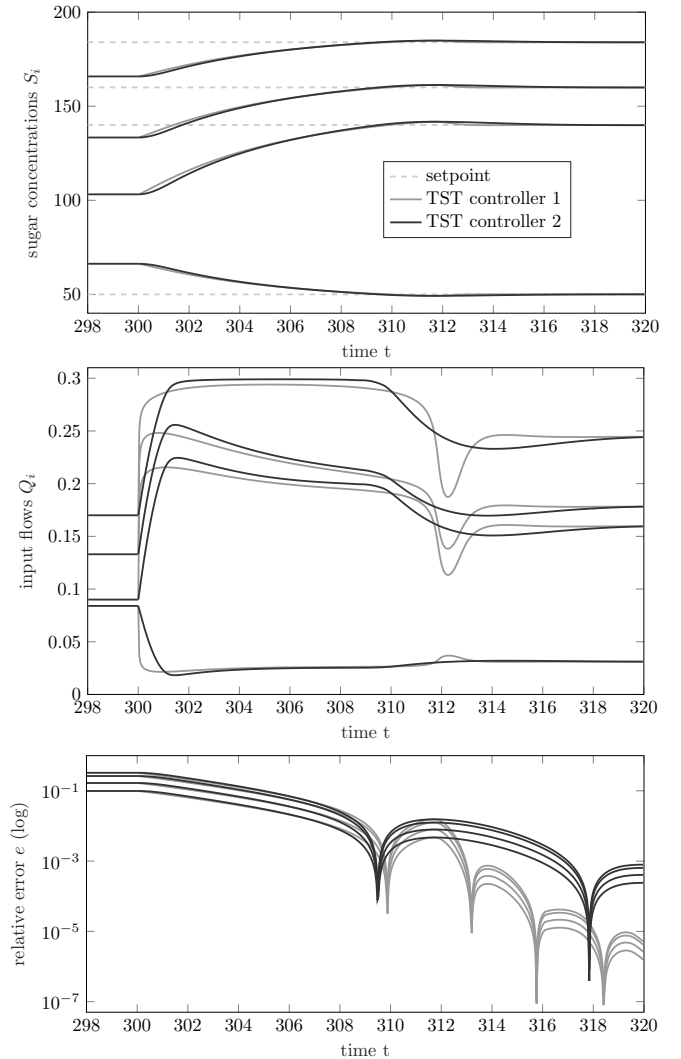 200
150
100
50
sugar concentrations S_i
setpoint
TST controller 1
TST controller 2
298 300 302 304 306 308 310 312 314 316 318 320
time t
0.3
0.25
0.2
0.15
0.1
0.05
0
input flows Q_i
298 300 302 304 306 308 310 312 314 316 318 320
time t
10^−1
10^−3
10^−5
10^−7
relative error e (log)
298 300 302 304 306 308 310 312 314 316 318 320
time t